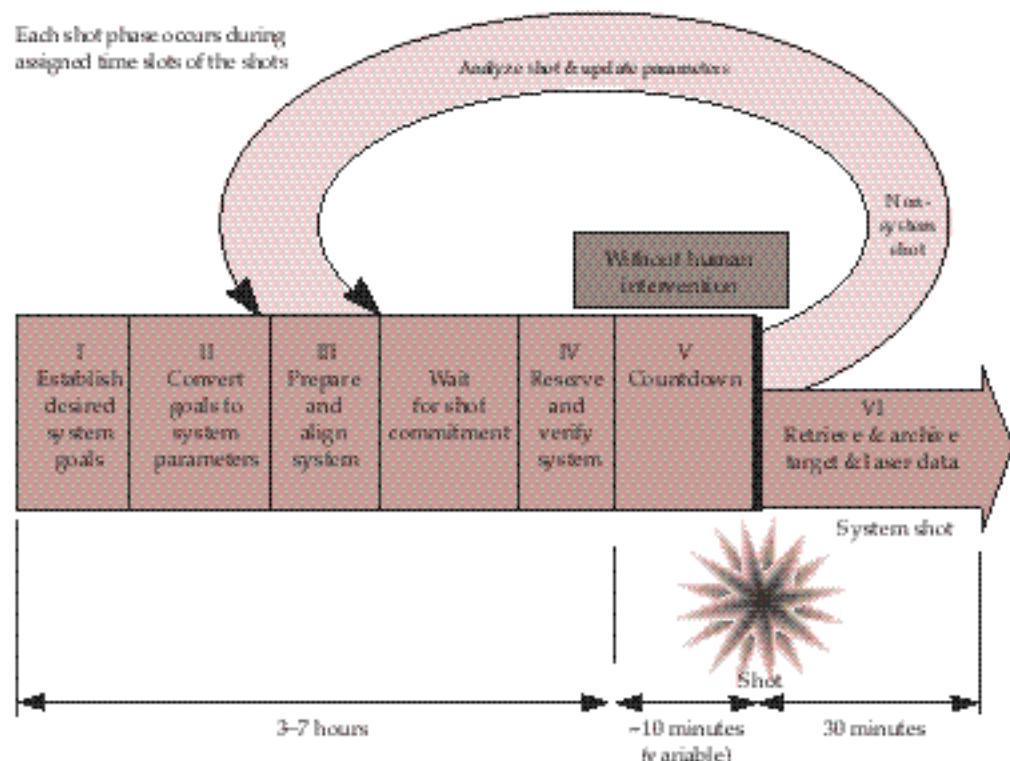 Each shot phase occurs during
assigned time slots of the shots
Analyze shot & update parameters
Non-
system
shot
Without human
intervention
I
Establish
desired
system
goals
II
Convert
goals to
system
parameters
III
Prepare
and
align
system
Wait
for shot
commitment
IV
Reserve
and
verify
system
V
Countdown
VI
Retrieve & archive
target & laser data
System shot
Shot
3–7 hours
~10 minutes
(variable)
30 minutes